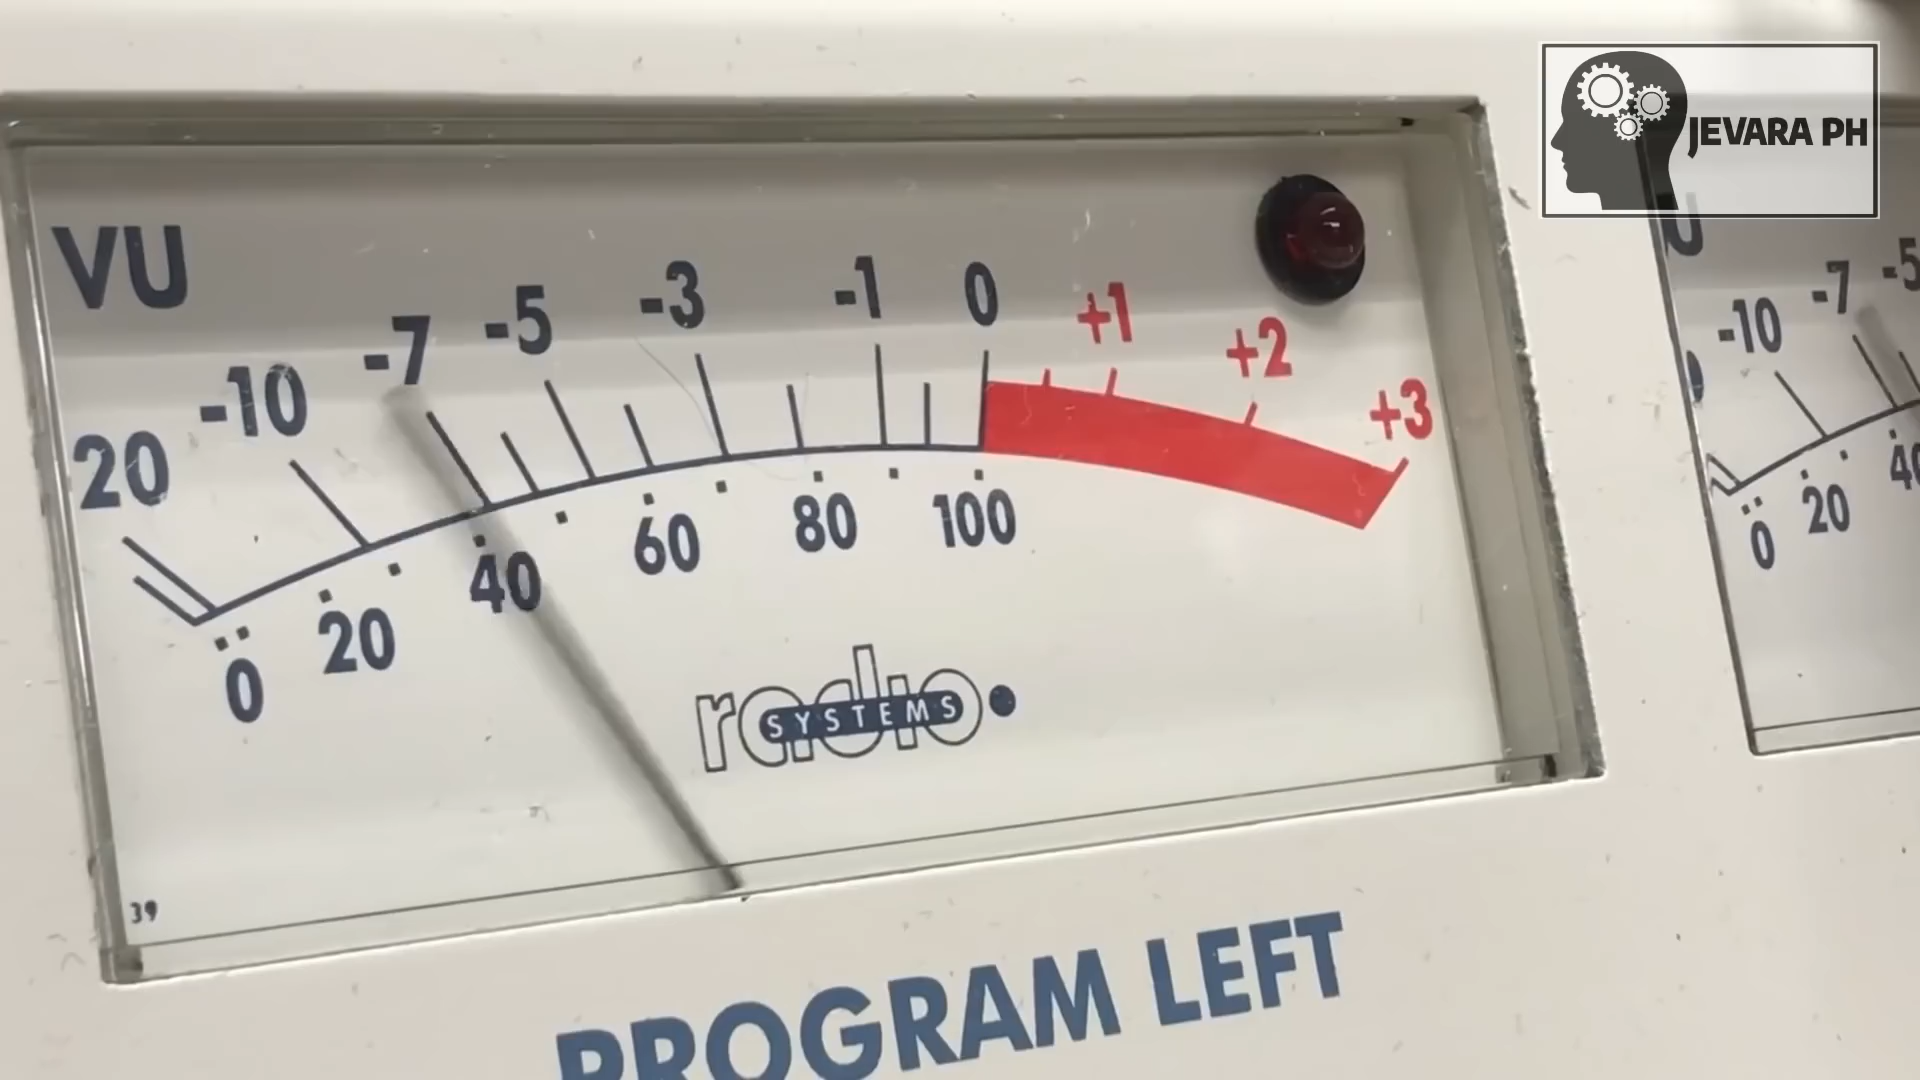 JEVARA PH
VU
20 -10 -7 -5 -3 -1 0 +1 +2 +3
0 20 40 60 80 100
radio
SYSTEMS
39
PROGRAM LEFT
U
-10 -7 -5
0 20 40